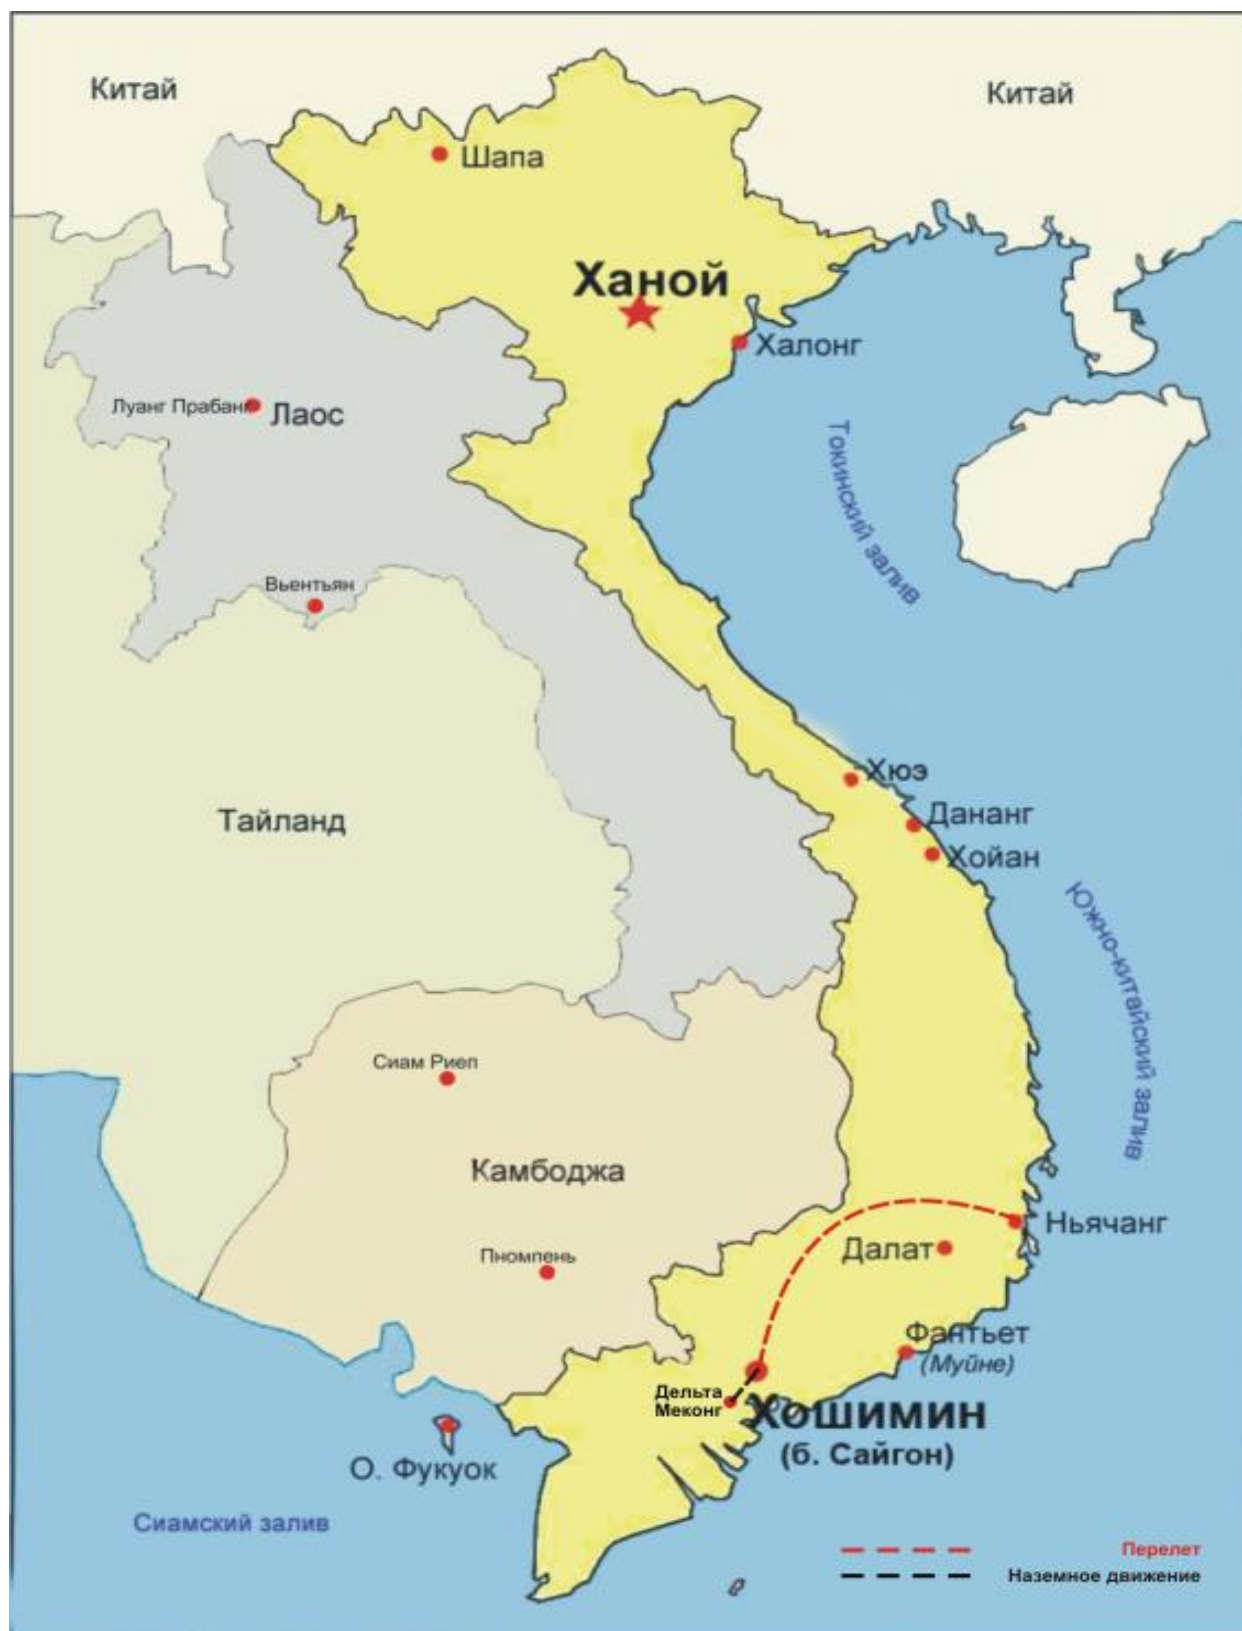 Китай
Китай
Шапа
Ханой
Халонг
Луанг Прабанг
Лаос
Токинский залив
Вьентьян
Хюэ
Тайланд
Дананг
Хойан
Южно-китайский залив
Сиам Риеп
Камбоджа
Ньячанг
Далат
Пномпень
Фантьет
(Муйне)
Дельта
Меконг
Хошимин
(б. Сайгон)
О. Фукуок
Сиамский залив
Перелет
Наземное движение